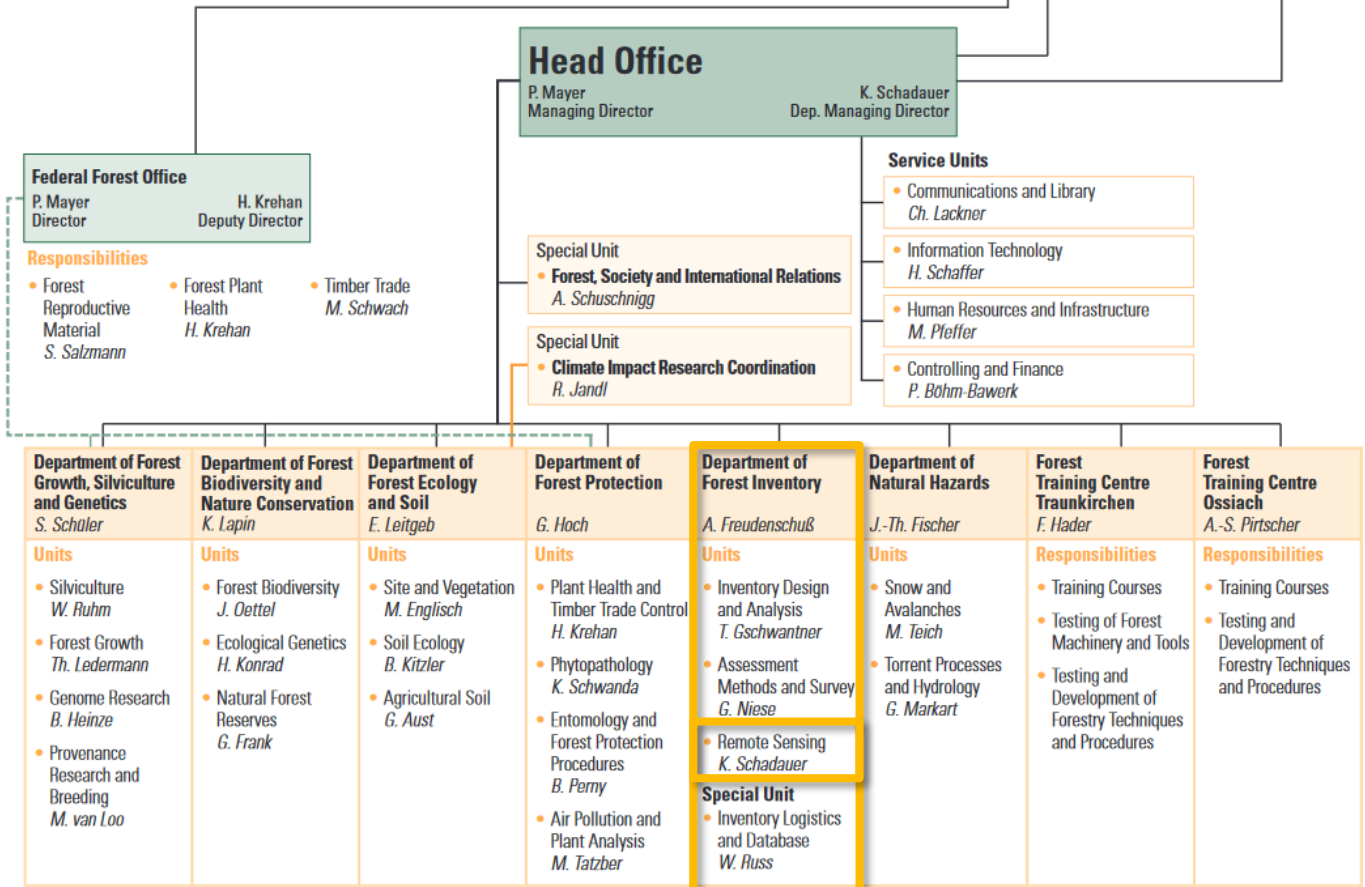 Head Office
P. Mayer
Managing Director
K. Schadauer
Dep. Managing Director
Federal Forest Office
P. Mayer
Director
H. Krehan
Deputy Director
Responsibilities
• Forest
Reproductive
Material
S. Salzmann
• Forest Plant
Health
H. Krehan
• Timber Trade
M. Schwach
Special Unit
• Forest, Society and International Relations
A. Schuschnigg
Special Unit
• Climate Impact Research Coordination
R. Jandl
Service Units
• Communications and Library
Ch. Lackner
• Information Technology
H. Schaffer
• Human Resources and Infrastructure
M. Pfeffer
• Controlling and Finance
P. Böhm-Bawerk
Department of Forest
Growth, Silviculture
and Genetics
S. Schüler
Units
• Silviculture
W. Ruhm
• Forest Growth
Th. Ledermann
• Genome Research
B. Heinze
• Provenance
Research and
Breeding
M. van Loo
Department of Forest
Biodiversity and
Nature Conservation
K. Lapin
Units
• Forest Biodiversity
J. Oettel
• Ecological Genetics
H. Konrad
• Natural Forest
Reserves
G. Frank
Department of
Forest Ecology
and Soil
E. Leitgeb
Units
• Site and Vegetation
M. Englisch
• Soil Ecology
B. Kitzler
• Agricultural Soil
G. Aust
Department of
Forest Protection
G. Hoch
Units
• Plant Health and
Timber Trade Control
H. Krehan
• Phytopathology
K. Schwanda
• Entomology and
Forest Protection
Procedures
B. Perny
• Air Pollution and
Plant Analysis
M. Tatzber
Department of
Forest Inventory
A. Freudenschuß
Units
• Inventory Design
and Analysis
T. Gschwantner
• Assessment
Methods and Survey
G. Niese
• Remote Sensing
K. Schadauer
Special Unit
• Inventory Logistics
and Database
W. Russ
Department of
Natural Hazards
J.-Th. Fischer
Units
• Snow and
Avalanches
M. Teich
• Torrent Processes
and Hydrology
G. Markart
Forest
Training Centre
Traunkirchen
F. Hader
Responsibilities
• Training Courses
• Testing of Forest
Machinery and Tools
• Testing and
Development of
Forestry Techniques
and Procedures
Forest
Training Centre
Ossiach
A.-S. Pirtscher
Responsibilities
• Training Courses
• Testing and
Development of
Forestry Techniques
and Procedures